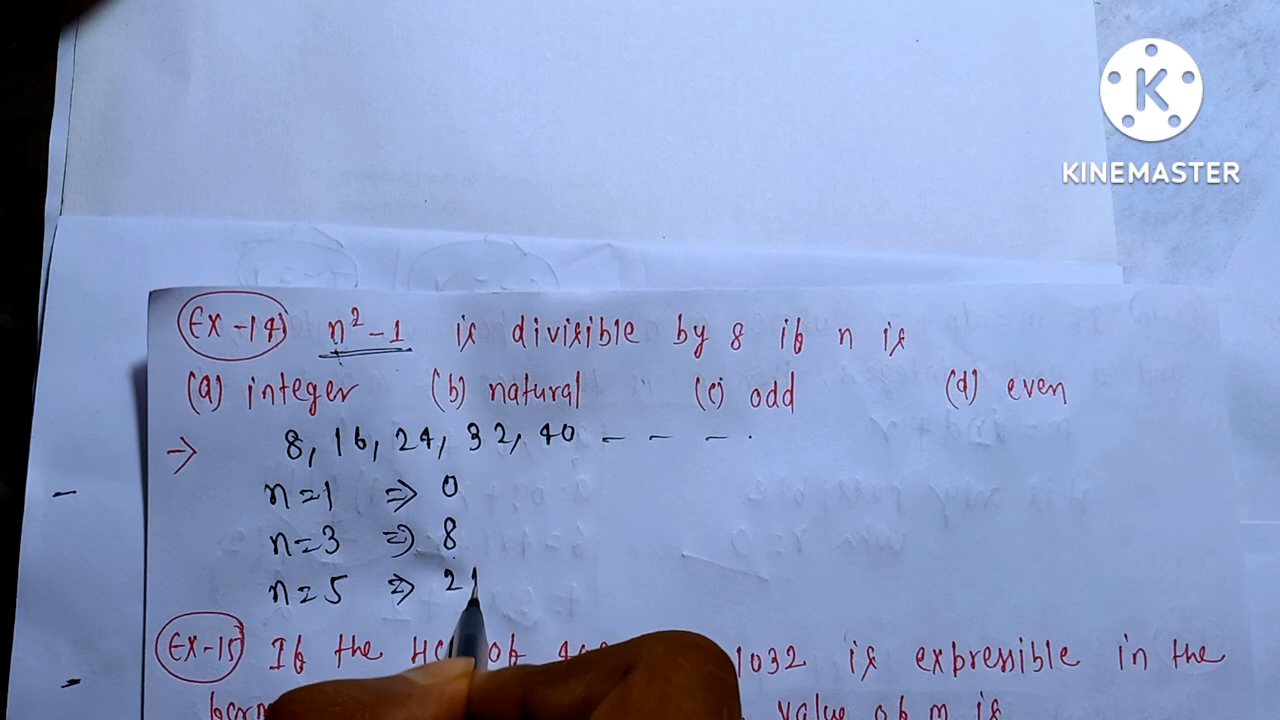 KINEMASTER
Ex-14) n²-1 is divisible by 8 if n is
(a) integer (b) natural (c) odd (d) even
→ 8, 16, 24, 32, 40 - - - .
n=1 => 0
n=3 => 8
n=5 => 2
Ex-15) If the of 1032 is expressible in the
value of m is